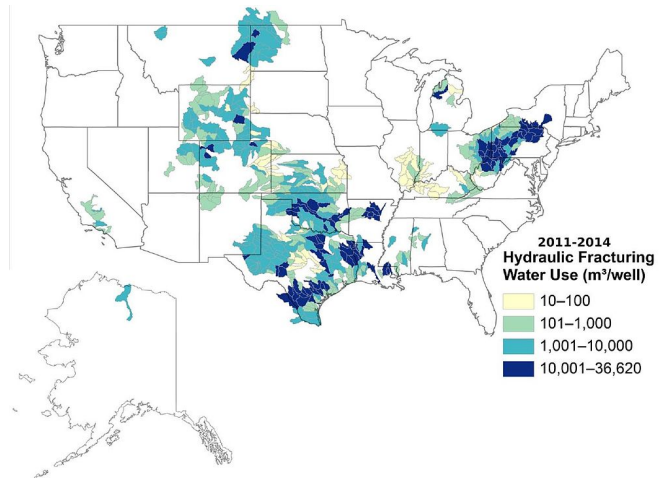 2011-2014
Hydraulic Fracturing
Water Use (m³/well)
10–100
101–1,000
1,001–10,000
10,001–36,620